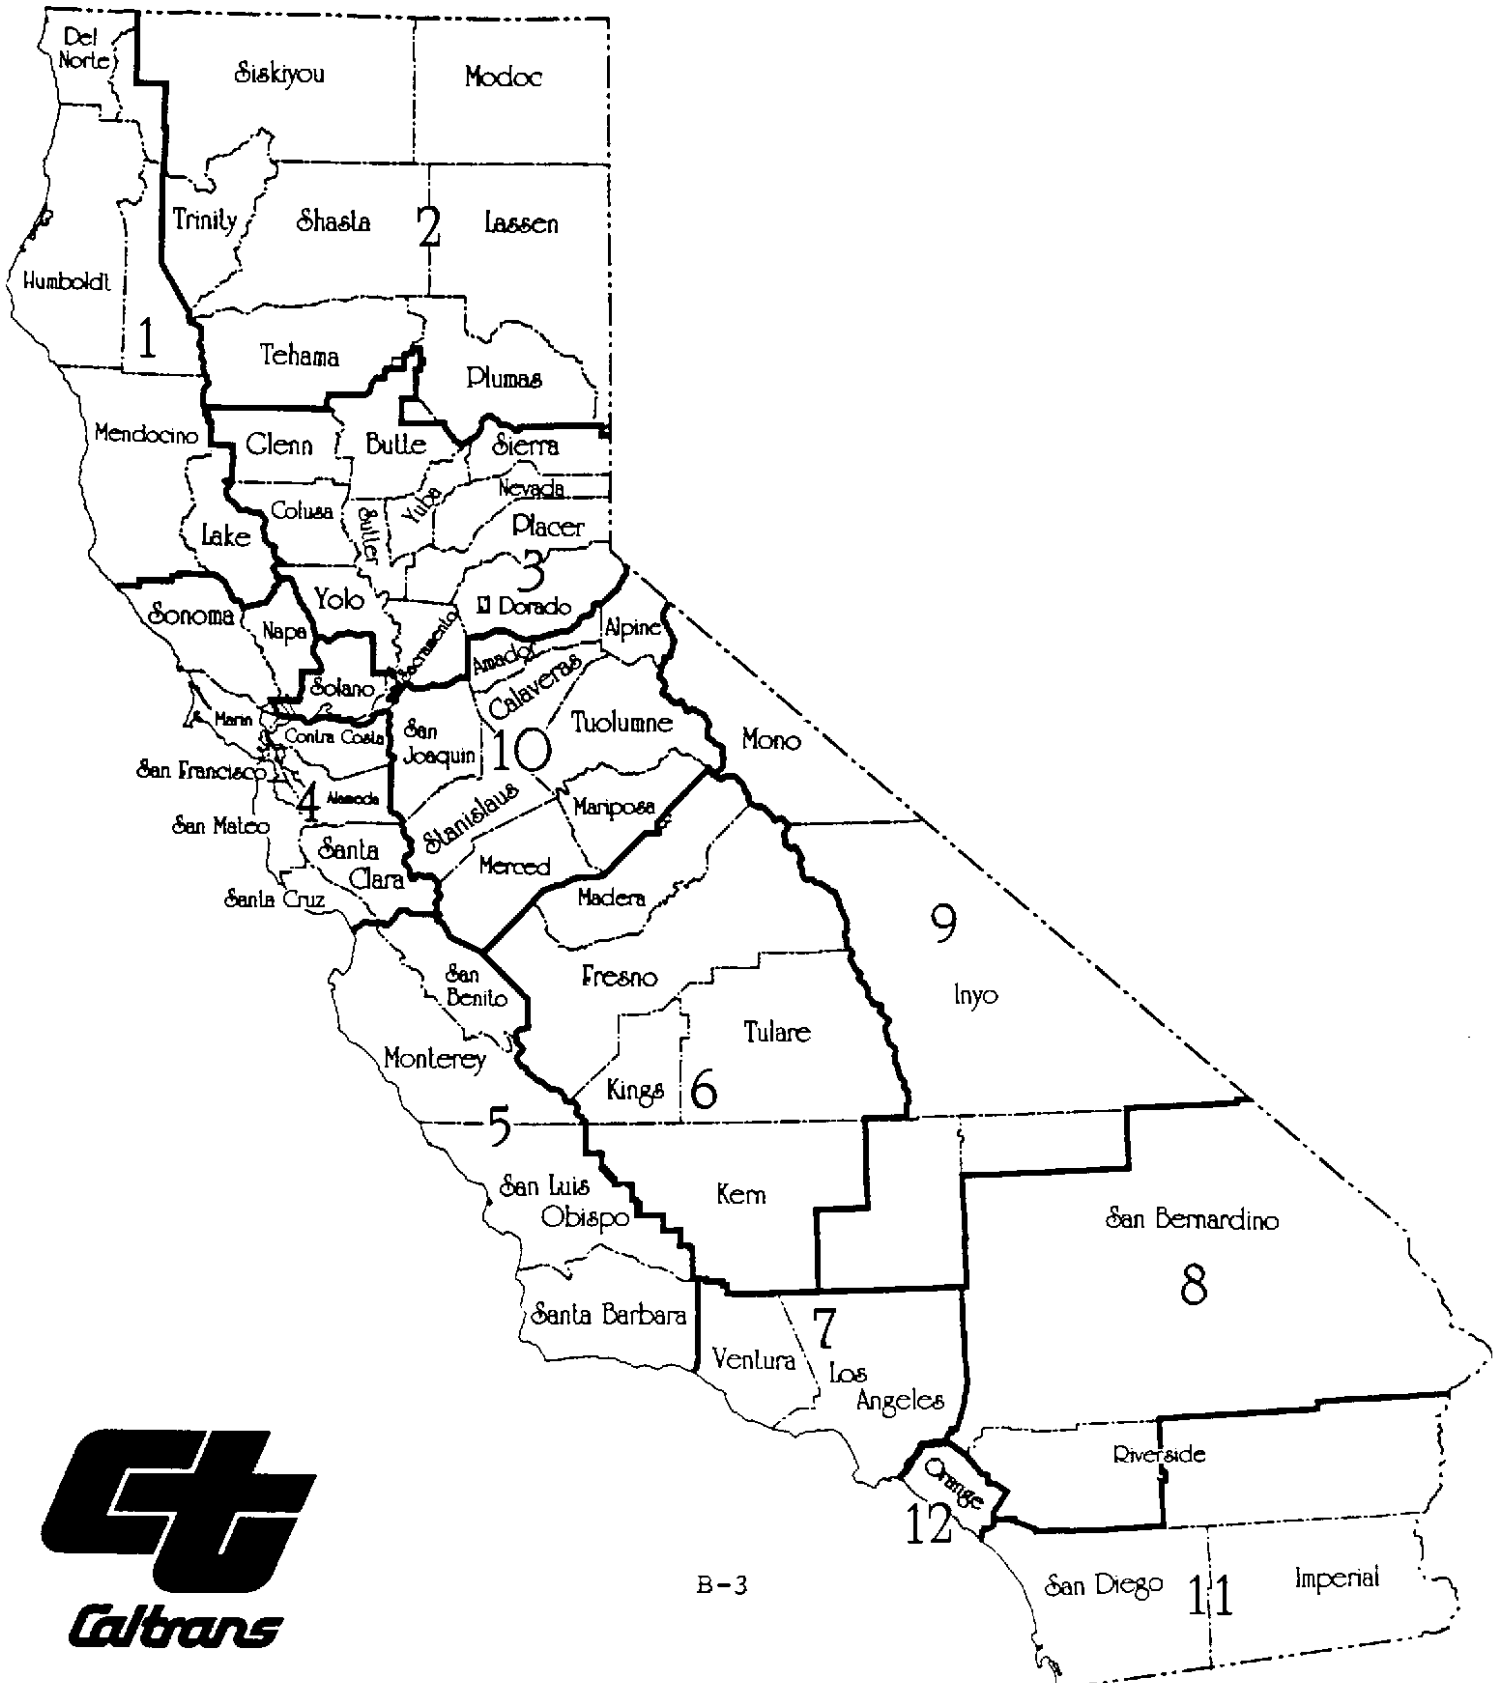 Del
Norte
Siskiyou
Modoc
Trinity
Shasta
2
Lassen
Humboldt
1
Tehama
Plumas
Mendocino
Glenn
Butte
Sierra
Colusa
Sutter
Yuba
Nevada
Placer
Lake
3
Yolo
El Dorado
Sonoma
Napa
Sacramento
Amador
Alpine
Solano
Calaveras
Marin
Contra Costa
San
Joaquin
10
Tuolumne
Mono
San Francisco
4
Alameda
Stanislaus
Mariposa
San Mateo
Santa
Clara
Merced
Madera
Santa Cruz
9
San
Benito
Fresno
Inyo
Monterey
Tulare
Kings
6
5
San Luis
Obispo
Kern
San Bernardino
8
Santa Barbara
7
Ventura
Los
Angeles
Riverside
Orange
12
San Diego
11
Imperial
B-3
Ct
Caltrans